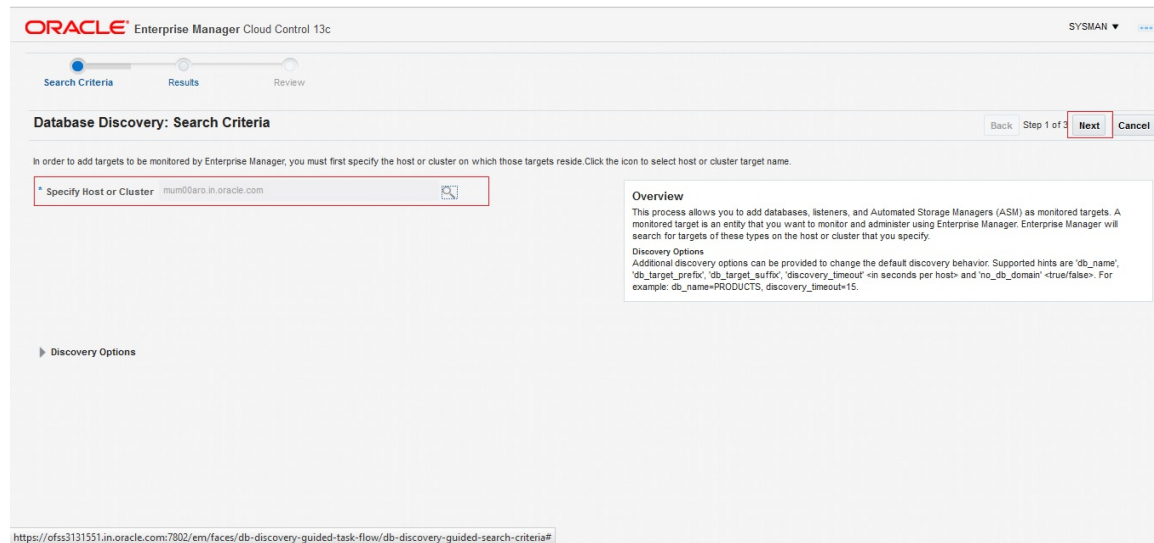 ORACLE Enterprise Manager Cloud Control 13c
SYSMAN
Search Criteria
Results
Review
Database Discovery: Search Criteria
Back Step 1 of 3 Next Cancel
In order to add targets to be monitored by Enterprise Manager, you must first specify the host or cluster on which those targets reside.Click the icon to select host or cluster target name.
* Specify Host or Cluster mum00aro.in.oracle.com
Overview
This process allows you to add databases, listeners, and Automated Storage Managers (ASM) as monitored targets. A
monitored target is an entity that you want to monitor and administer using Enterprise Manager. Enterprise Manager will
search for targets of these types on the host or cluster that you specify.
Discovery Options
Additional discovery options can be provided to change the default discovery behavior. Supported hints are 'db_name',
'db_target_prefix', 'db_target_suffix', 'discovery_timeout' <in seconds per host> and 'no_db_domain' <true/false>. For
example: db_name=PRODUCTS, discovery_timeout=15.
Discovery Options
https://ofss3131551.in.oracle.com:7802/em/faces/db-discovery-guided-task-flow/db-discovery-guided-search-criteria#